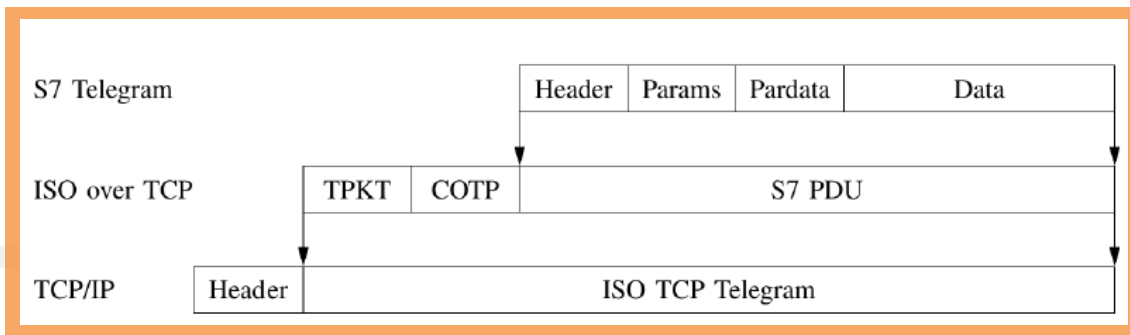 S7 Telegram Header Params Pardata Data
ISO over TCP TPKT COTP S7 PDU
TCP/IP Header ISO TCP Telegram